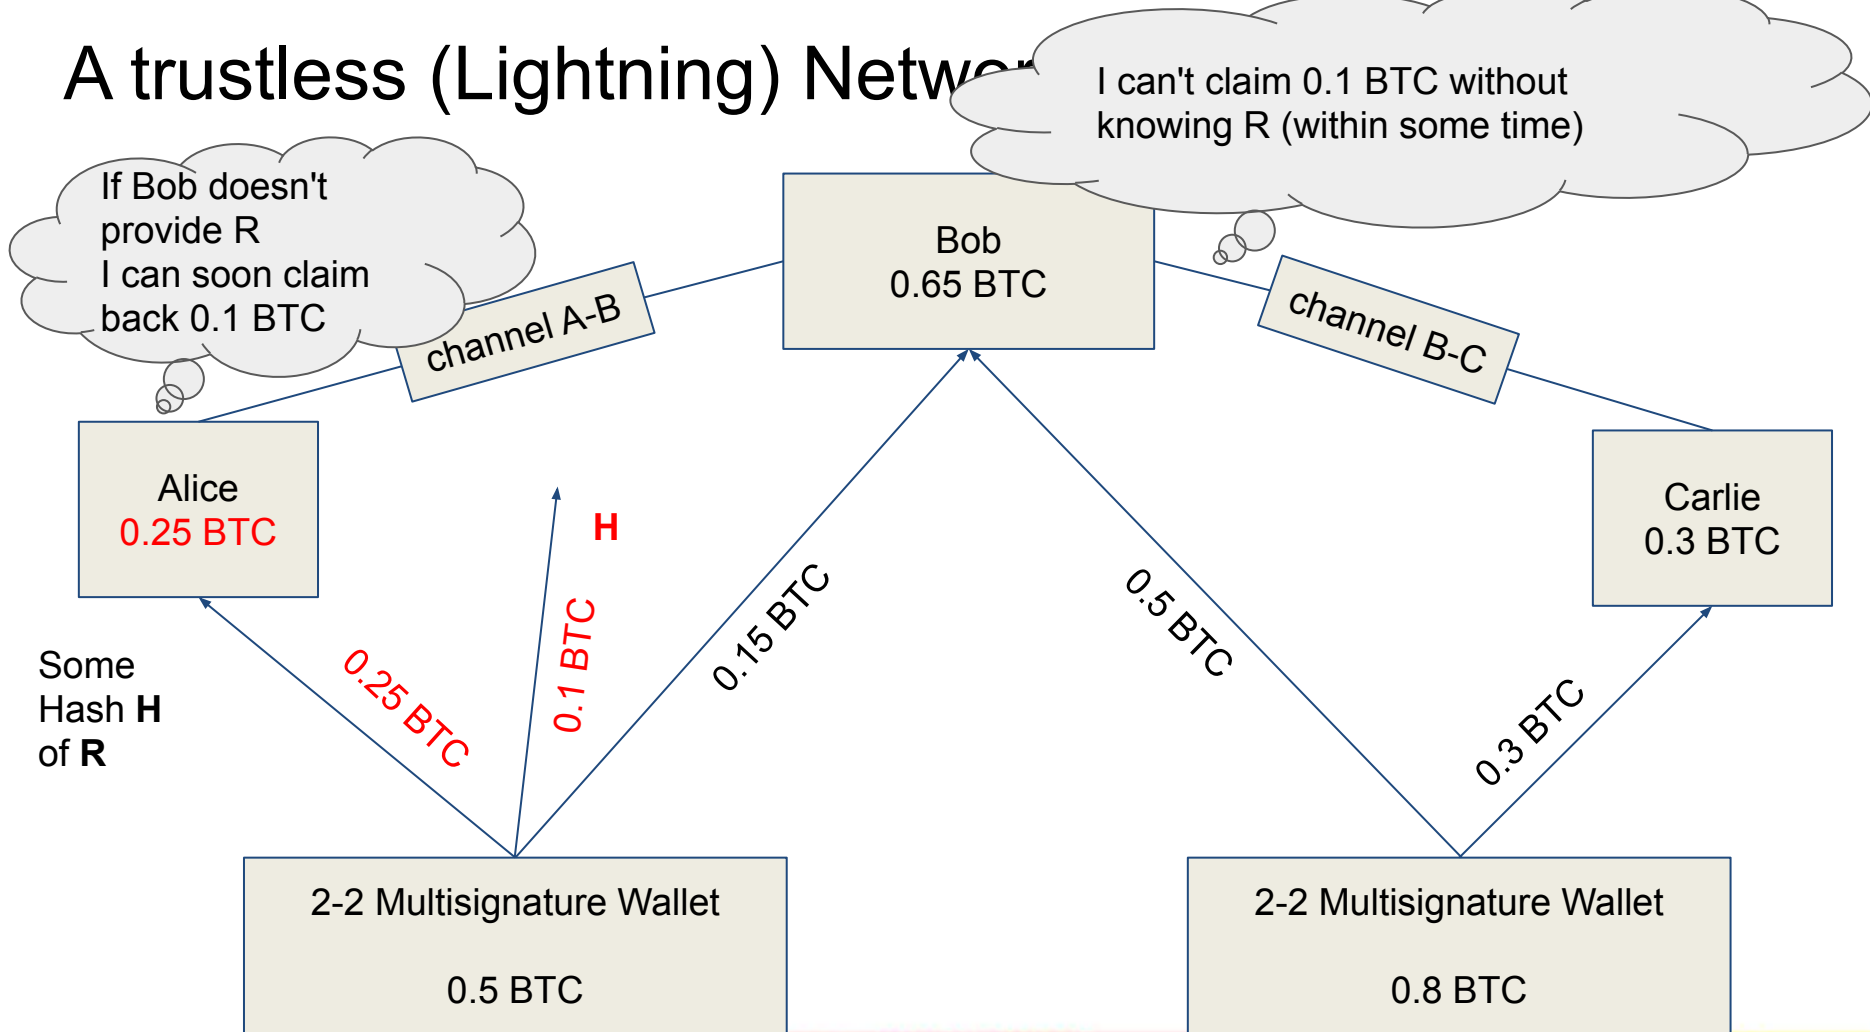 A trustless (Lightning) Networ
I can't claim 0.1 BTC without
knowing R (within some time)
If Bob doesn't
provide R
I can soon claim
back 0.1 BTC
Bob
0.65 BTC
channel A-B
channel B-C
Alice
0.25 BTC
Carlie
0.3 BTC
H
Some
Hash H
of R
0.25 BTC
0.1 BTC
0.15 BTC
0.5 BTC
0.3 BTC
2-2 Multisignature Wallet
0.5 BTC
2-2 Multisignature Wallet
0.8 BTC